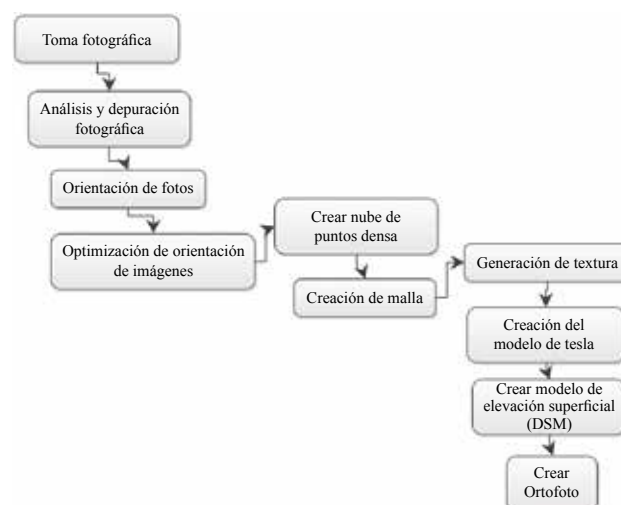 Toma fotográfica
Análisis y depuración
fotográfica
Orientación de fotos
Optimización de orientación
de imágenes
Crear nube de
puntos densa
Creación de malla
Generación de textura
Creación del
modelo de tesla
Crear modelo de
elevación superficial
(DSM)
Crear
Ortofoto